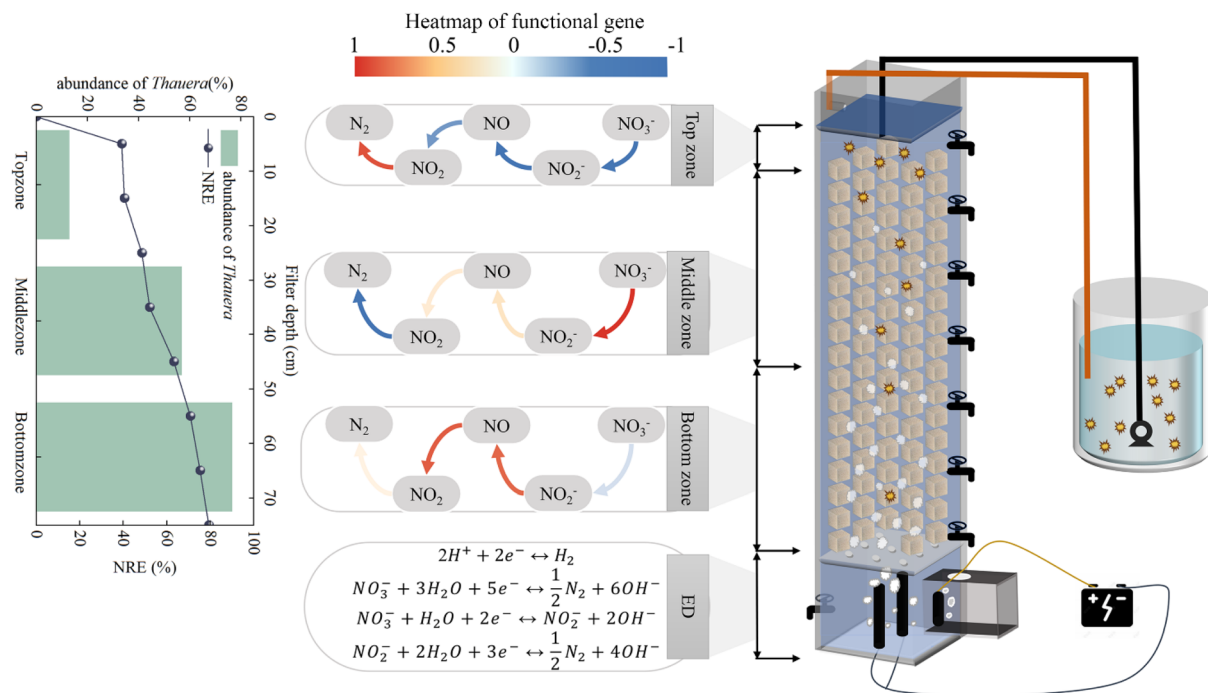 Heatmap of functional gene
1 0.5 0 -0.5 -1
abundance of Thauera(%)
0 20 40 60 80
NRE
abundance of Thauera
0
10
20
30
40
50
60
70
Filter depth (cm)
Topzone
Middlezone
Bottomzone
0 20 40 60 80 100
NRE (%)
N₂ NO NO₃⁻
NO₂ NO₂⁻
Top zone
N₂ NO NO₃⁻
NO₂ NO₂⁻
Middle zone
N₂ NO NO₃⁻
NO₂ NO₂⁻
Bottom zone
2H⁺ + 2e⁻ ↔ H₂
NO₃⁻ + 3H₂O + 5e⁻ ↔ 1/2 N₂ + 6OH⁻
NO₃⁻ + H₂O + 2e⁻ ↔ NO₂⁻ + 2OH⁻
NO₂⁻ + 2H₂O + 3e⁻ ↔ 1/2 N₂ + 4OH⁻
ED
+ -